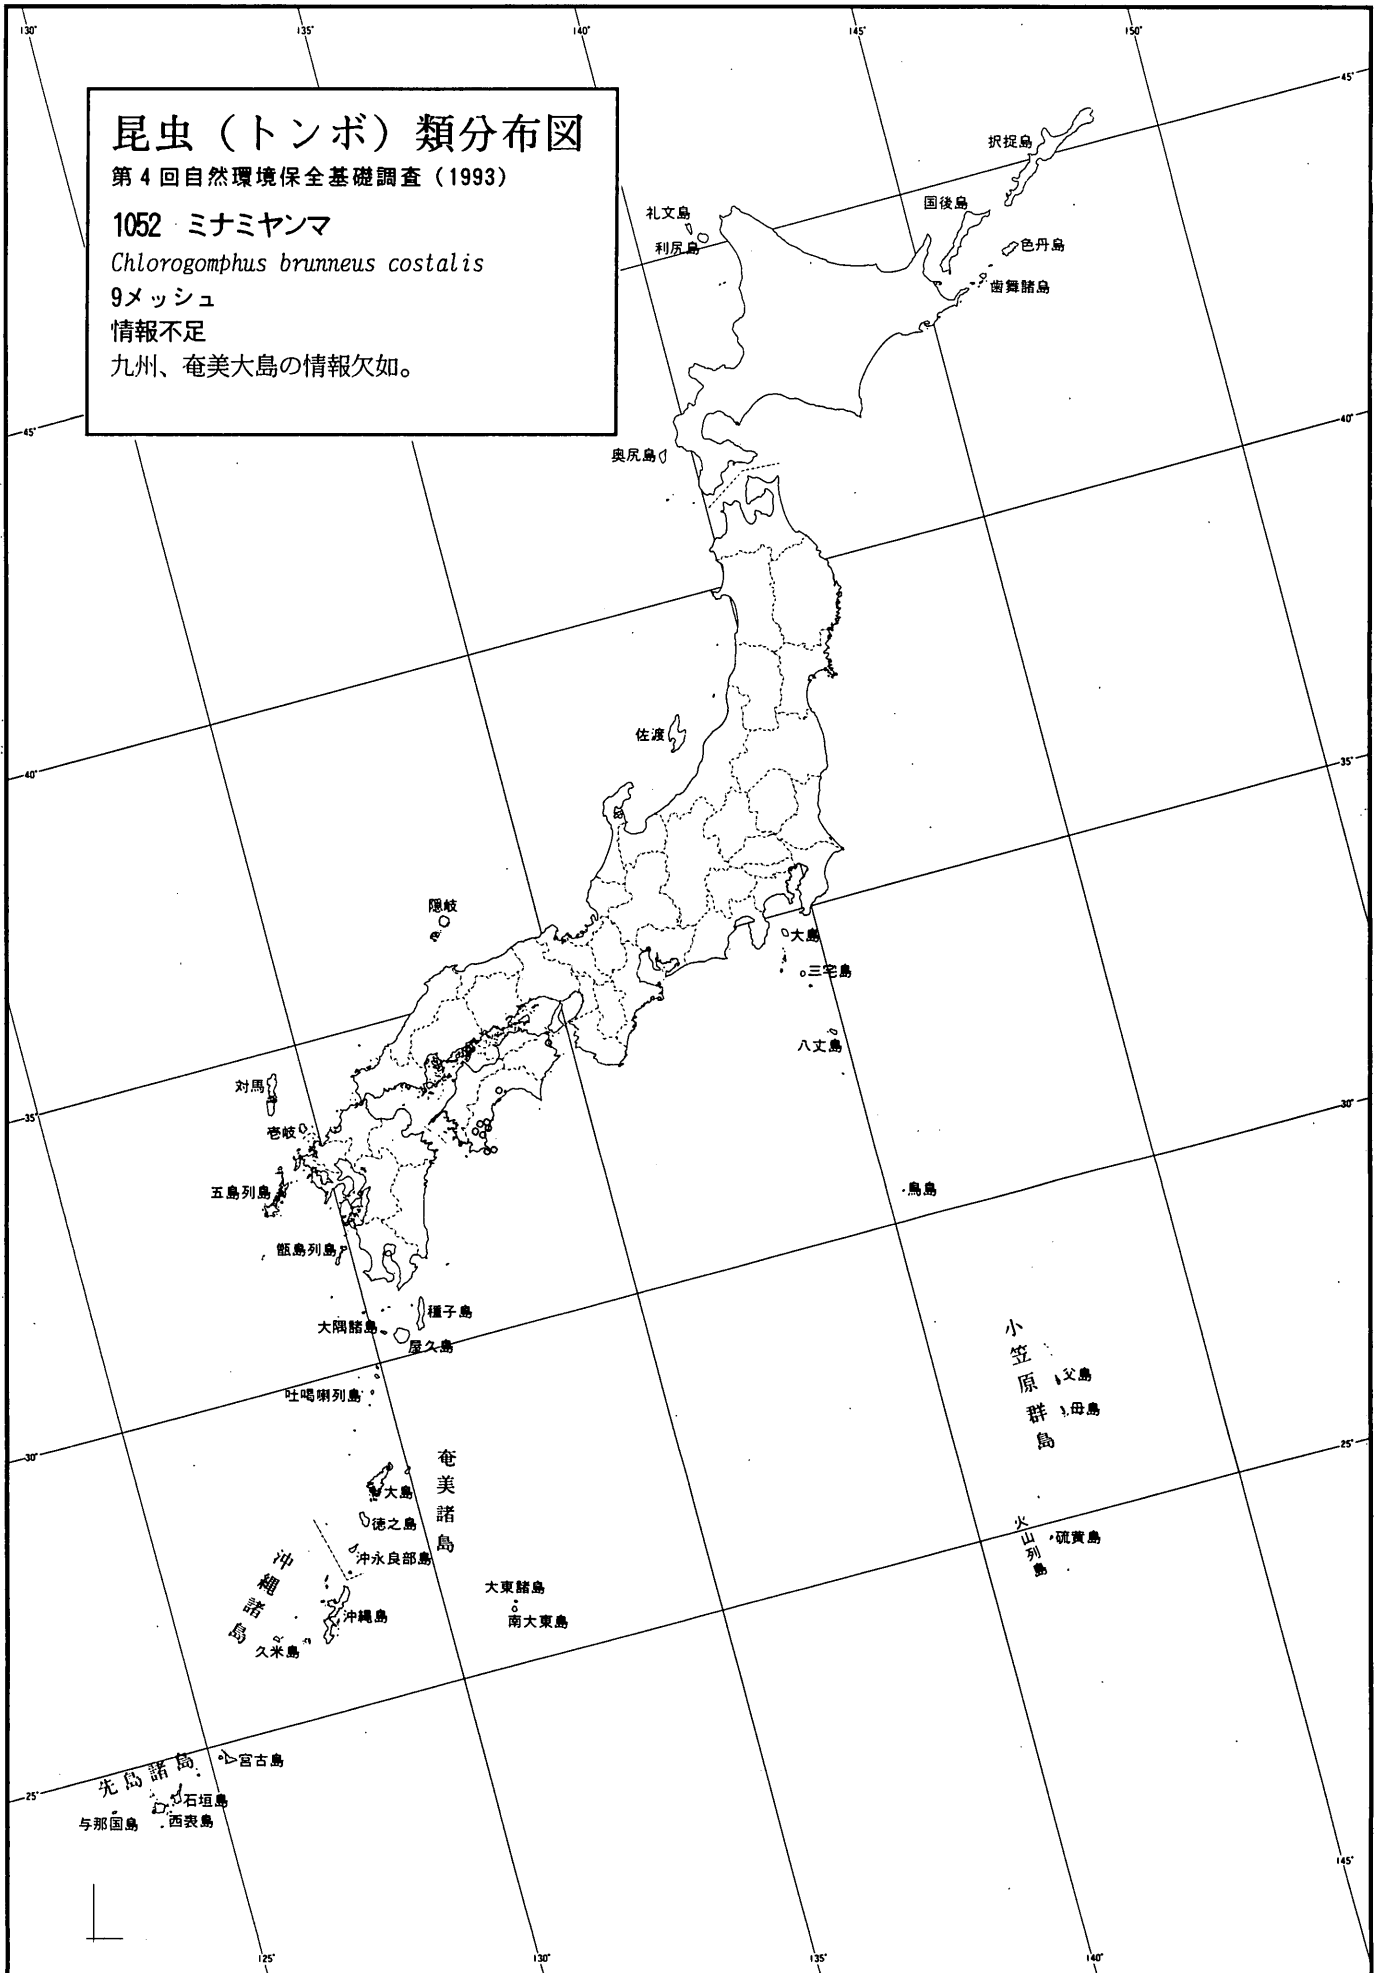 130°
135°
140°
145°
150°
昆虫（トンボ）類分布図
第4回自然環境保全基礎調査（1993）
1052 ミナミヤンマ
Chlorogomphus brunneus costalis
9メッシュ
情報不足
九州、奄美大島の情報欠如。
45°
択捉島
国後島
色丹島
歯舞諸島
礼文島
利尻島
40°
45°
奥尻島
佐渡
35°
40°
隠岐
大島
三宅島
八丈島
対馬
壱岐
35°
30°
五島列島
鳥島
甑島列島
種子島
大隅諸島
屋久島
吐噶喇列島
小笠原群島
父島
母島
30°
25°
奄美諸島
大島
徳之島
沖永良部島
火山列島
硫黄島
沖縄諸島
沖縄島
久米島
大東諸島
南大東島
先島諸島
宮古島
石垣島
西表島
与那国島
25°
145°
125°
130°
135°
140°